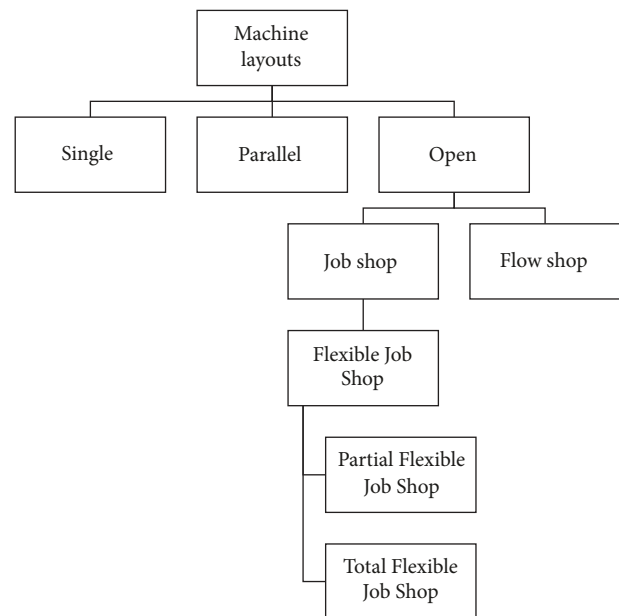 Machine
layouts
Single
Parallel
Open
Job shop
Flow shop
Flexible Job
Shop
Partial Flexible
Job Shop
Total Flexible
Job Shop